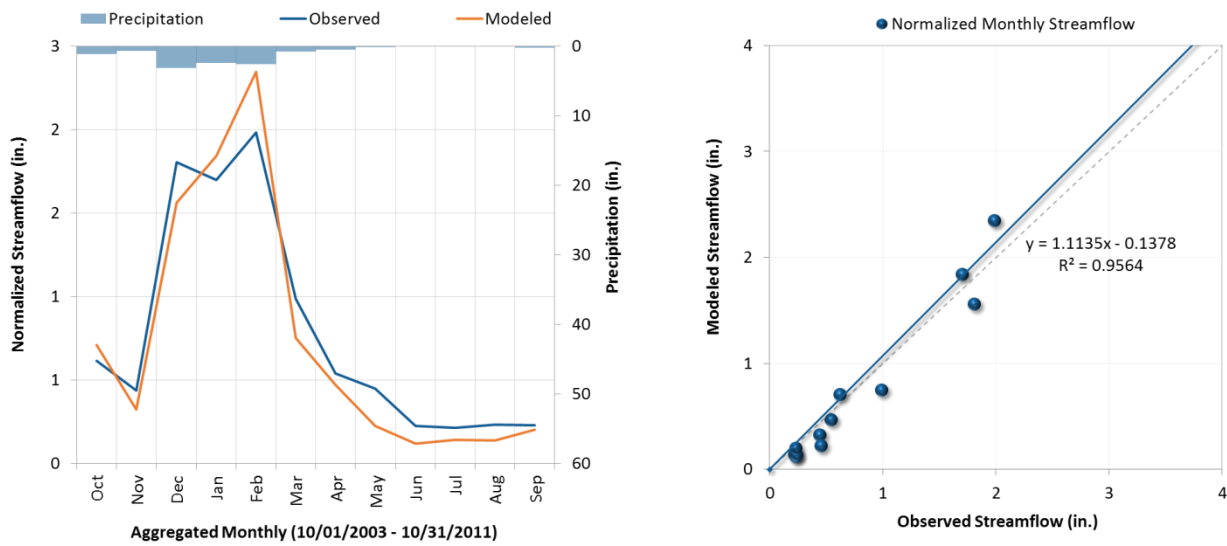 Precipitation Observed Modeled
3
2
2
1
1
0
Normalized Streamflow (in.)
0
10
20
30
40
50
60
Precipitation (in.)
Oct Nov Dec Jan Feb Mar Apr May Jun Jul Aug Sep
Aggregated Monthly (10/01/2003 - 10/31/2011)
Normalized Monthly Streamflow
4
3
2
1
0
Modeled Streamflow (in.)
y = 1.1135x - 0.1378
R² = 0.9564
0 1 2 3 4
Observed Streamflow (in.)